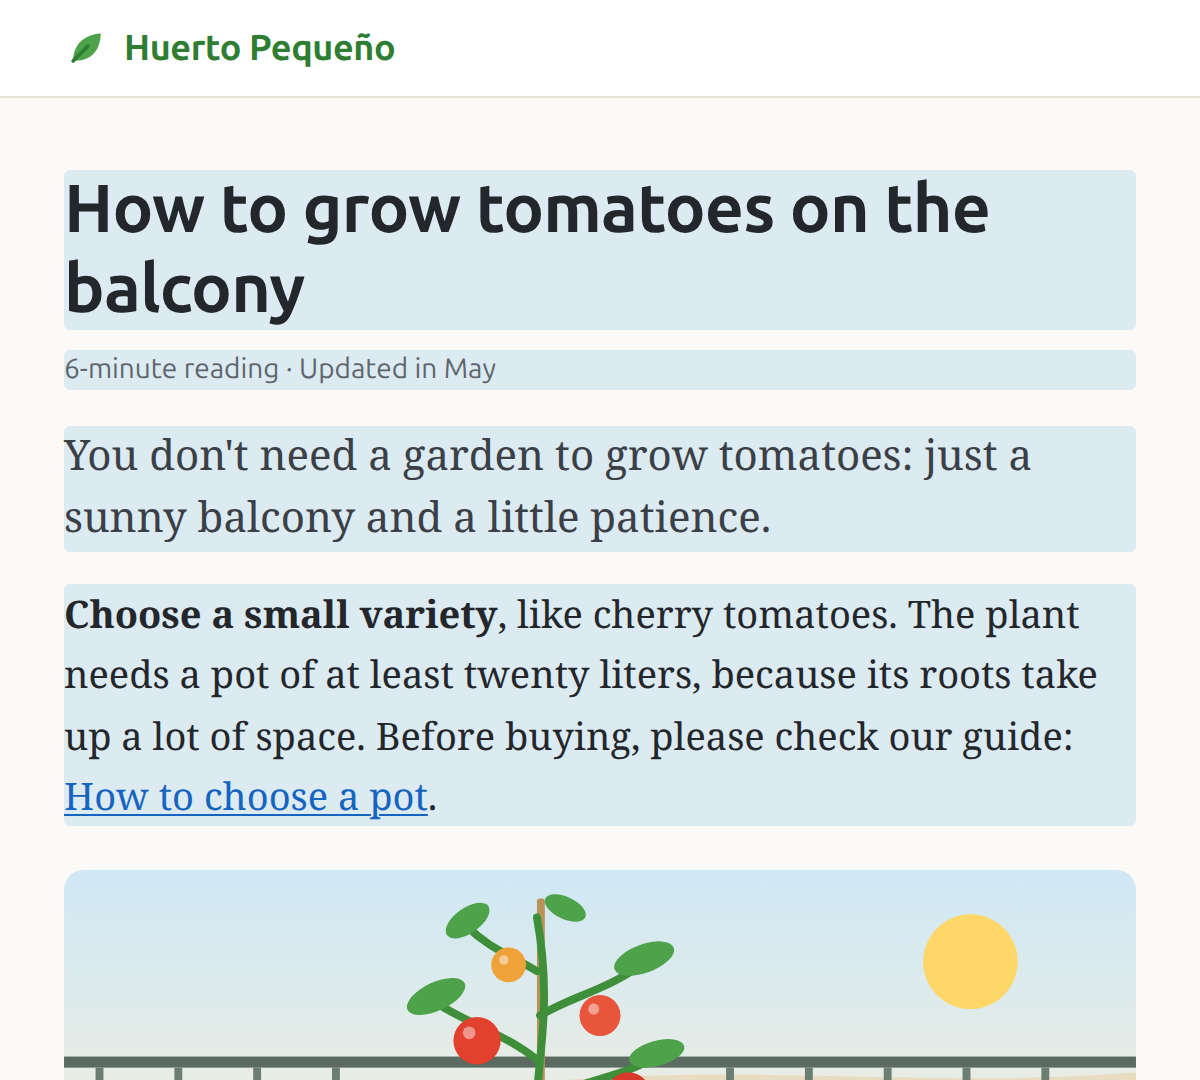 Huerto Pequeño
How to grow tomatoes on the
balcony
6-minute reading · Updated in May
You don't need a garden to grow tomatoes: just a
sunny balcony and a little patience.
Choose a small variety, like cherry tomatoes. The plant
needs a pot of at least twenty liters, because its roots take
up a lot of space. Before buying, please check our guide:
How to choose a pot.